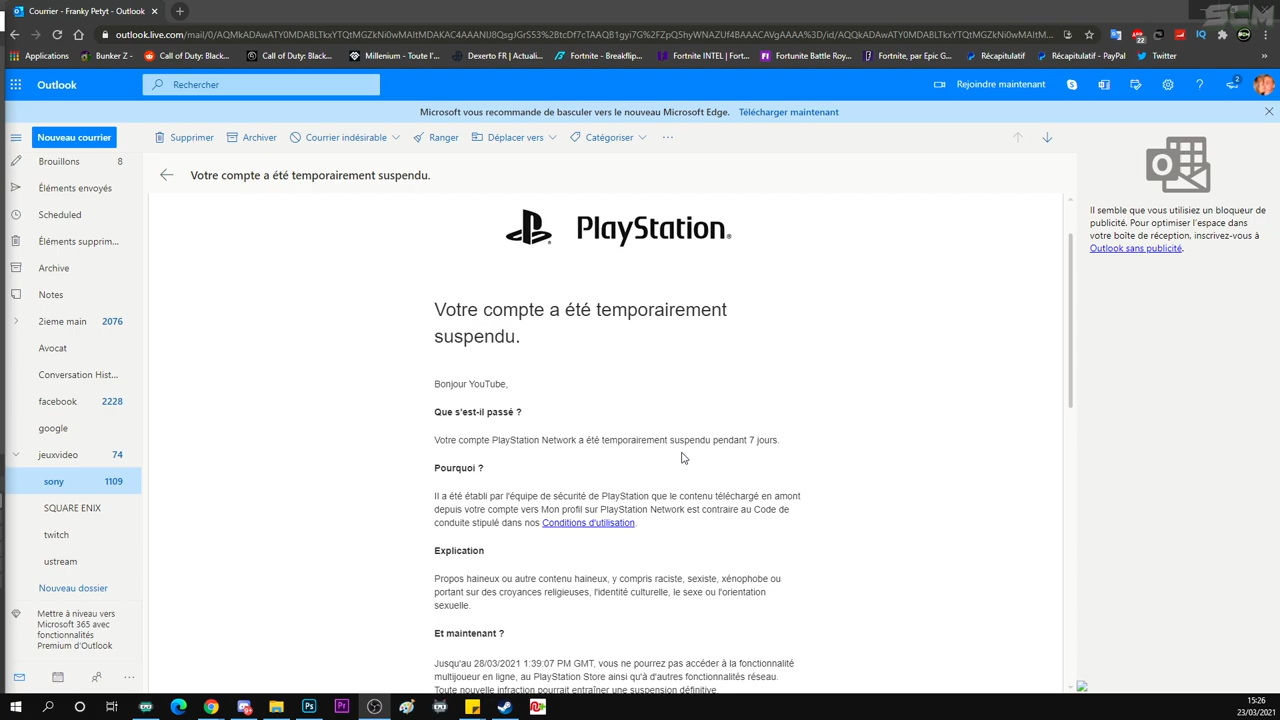 Courrier - Franky Petyt - Outlook
SCM
outlook.live.com/mail/0/
Applications
Bunker Z -
Call of Duty: Black...
Call of Duty: Black...
Millenium - Toute l'i...
Dexerto FR | Actuali...
Fortnite - Breakflip...
Fortnite INTEL | Fort...
Fortnite Battle Roy...
Fortnite, par Epic G...
Récapitulatif
Récapitulatif - PayPal
Twitter
22
Outlook
Rechercher
Rejoindre maintenant
2
Microsoft vous recommande de basculer vers le nouveau Microsoft Edge. Télécharger maintenant
Nouveau courrier
Supprimer
Archiver
Courrier indésirable
Ranger
Déplacer vers
Catégoriser
Brouillons 8
Éléments envoyés
Scheduled
Éléments supprim...
Archive
Notes
2ieme main 2076
Avocat
Conversation Hist...
facebook 2228
google
jeuxvideo 74
sony 1109
SQUARE ENIX
twitch
ustream
Nouveau dossier
Mettre à niveau vers
Microsoft 365 avec
fonctionnalités
Premium d'Outlook
Votre compte a été temporairement suspendu.
PlayStation®
Votre compte a été temporairement
suspendu.
Bonjour YouTube,
Que s'est-il passé ?
Votre compte PlayStation Network a été temporairement suspendu pendant 7 jours.
Pourquoi ?
Il a été établi par l'équipe de sécurité de PlayStation que le contenu téléchargé en amont
depuis votre compte vers Mon profil sur PlayStation Network est contraire au Code de
conduite stipulé dans nos Conditions d'utilisation.
Explication
Propos haineux ou autre contenu haineux, y compris raciste, sexiste, xénophobe ou
portant sur des croyances religieuses, l'identité culturelle, le sexe ou l'orientation
sexuelle.
Et maintenant ?
Jusqu'au 28/03/2021 1:39:07 PM GMT, vous ne pourrez pas accéder à la fonctionnalité
multijoueur en ligne, au PlayStation Store ainsi qu'à d'autres fonctionnalités réseau.
Toute nouvelle infraction pourrait entraîner une suspension définitive.
Il semble que vous utilisiez un bloqueur de
publicité. Pour optimiser l'espace dans
votre boîte de réception, inscrivez-vous à
Outlook sans publicité.
15:26
23/03/2021